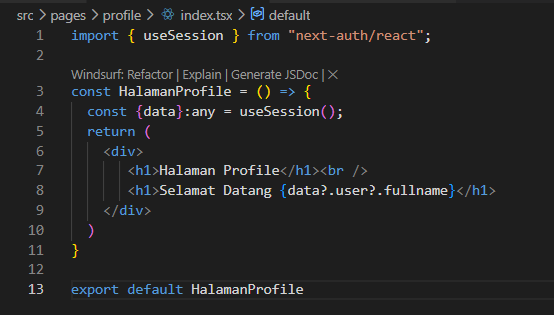 src > pages > profile > index.tsx > default
1 import { useSession } from "next-auth/react";
2
Windsurf: Refactor | Explain | Generate JSDoc | ×
3 const HalamanProfile = () => {
4   const {data}:any = useSession();
5   return (
6     <div>
7        <h1>Halaman Profile</h1><br />
8        <h1>Selamat Datang {data?.user?.fullname}</h1>
9     </div>
10   )
11 }
12
13 export default HalamanProfile